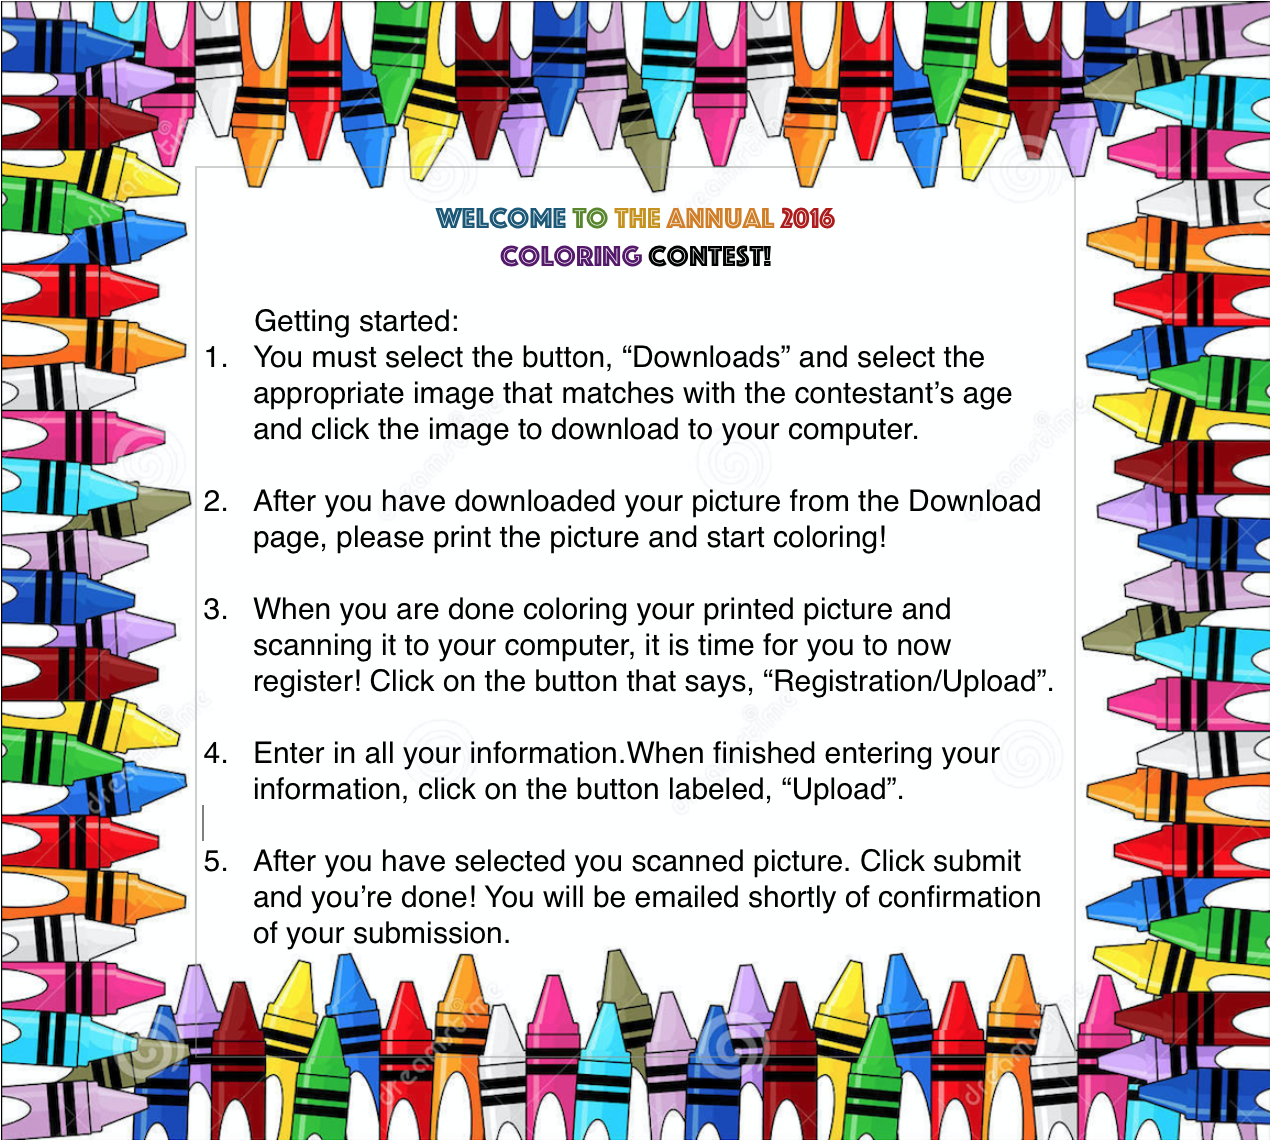 WELCOME TO THE ANNUAL 2016
COLORING CONTEST!
Getting started:
1. You must select the button, “Downloads” and select the
appropriate image that matches with the contestant’s age
and click the image to download to your computer.
2. After you have downloaded your picture from the Download
page, please print the picture and start coloring!
3. When you are done coloring your printed picture and
scanning it to your computer, it is time for you to now
register! Click on the button that says, “Registration/Upload”.
4. Enter in all your information.When finished entering your
information, click on the button labeled, “Upload”.
5. After you have selected you scanned picture. Click submit
and you’re done! You will be emailed shortly of confirmation
of your submission.